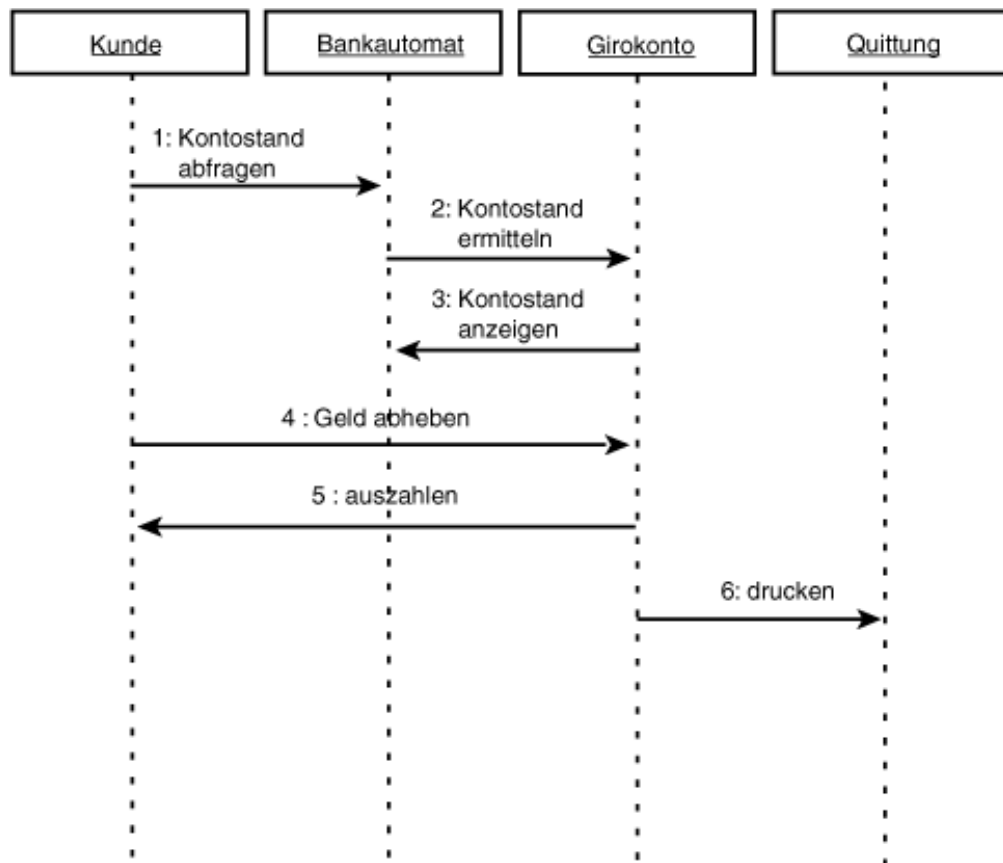 Kunde
Bankautomat
Girokonto
Quittung
1: Kontostand
abfragen
2: Kontostand
ermitteln
3: Kontostand
anzeigen
4 : Geld abheben
5 : auszahlen
6: drucken